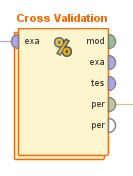 Cross Validation
exa % mod
exa
tes
per
per